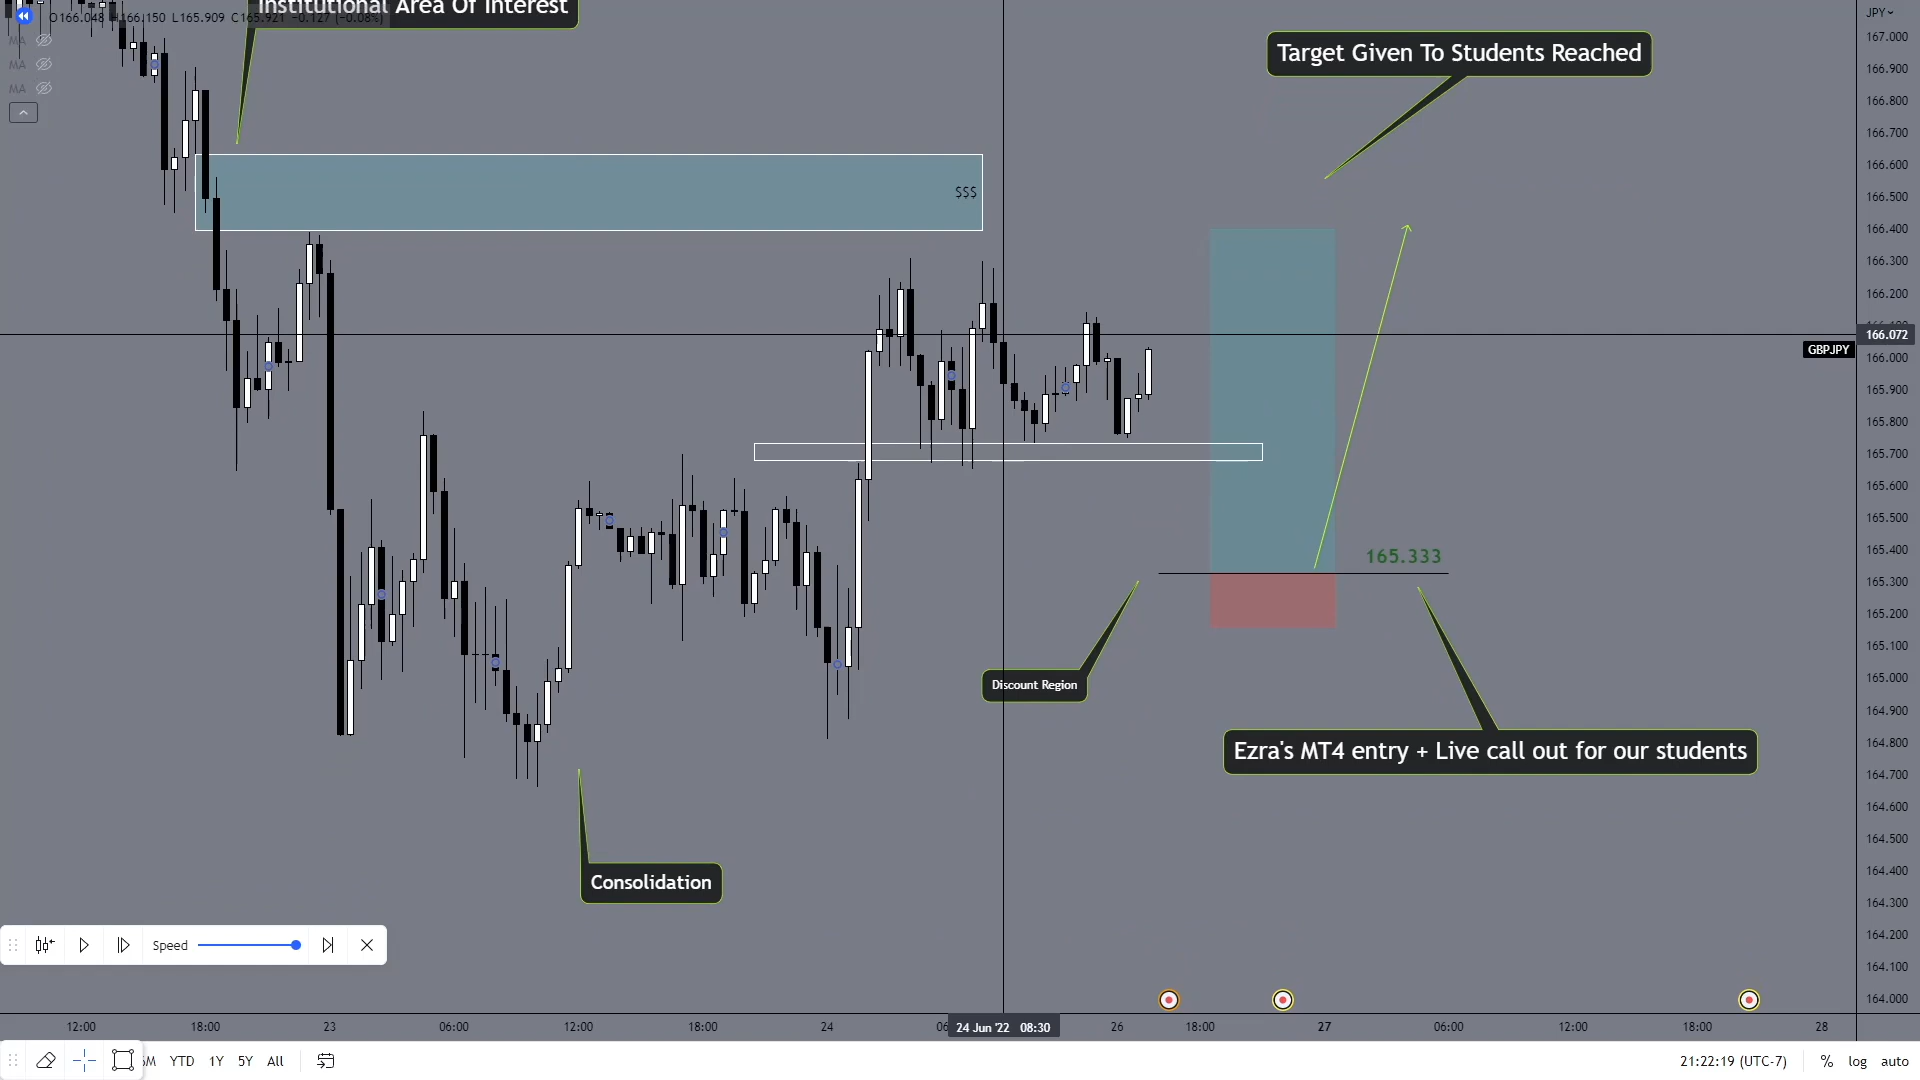 Institutional Area Of Interest
O166.048 H166.150 L165.909 C165.921 −0.127 (−0.08%)
MA
MA
MA
Target Given To Students Reached
JPY
167.000
166.900
166.800
166.700
166.600
166.500
166.400
166.300
166.200
166.072
166.000
GBPJPY
165.900
165.800
165.700
165.600
165.500
165.400
165.300
165.200
165.100
165.000
164.900
164.800
164.700
164.600
164.500
164.400
164.300
164.200
164.100
164.000
$$$
165.333
Discount Region
Ezra's MT4 entry + Live call out for our students
Consolidation
Speed
12:00 18:00 23 06:00 12:00 18:00 24 24 Jun '22 08:30 26 18:00 27 06:00 12:00 18:00 28
YTD 1Y 5Y All
21:22:19 (UTC-7) % log auto